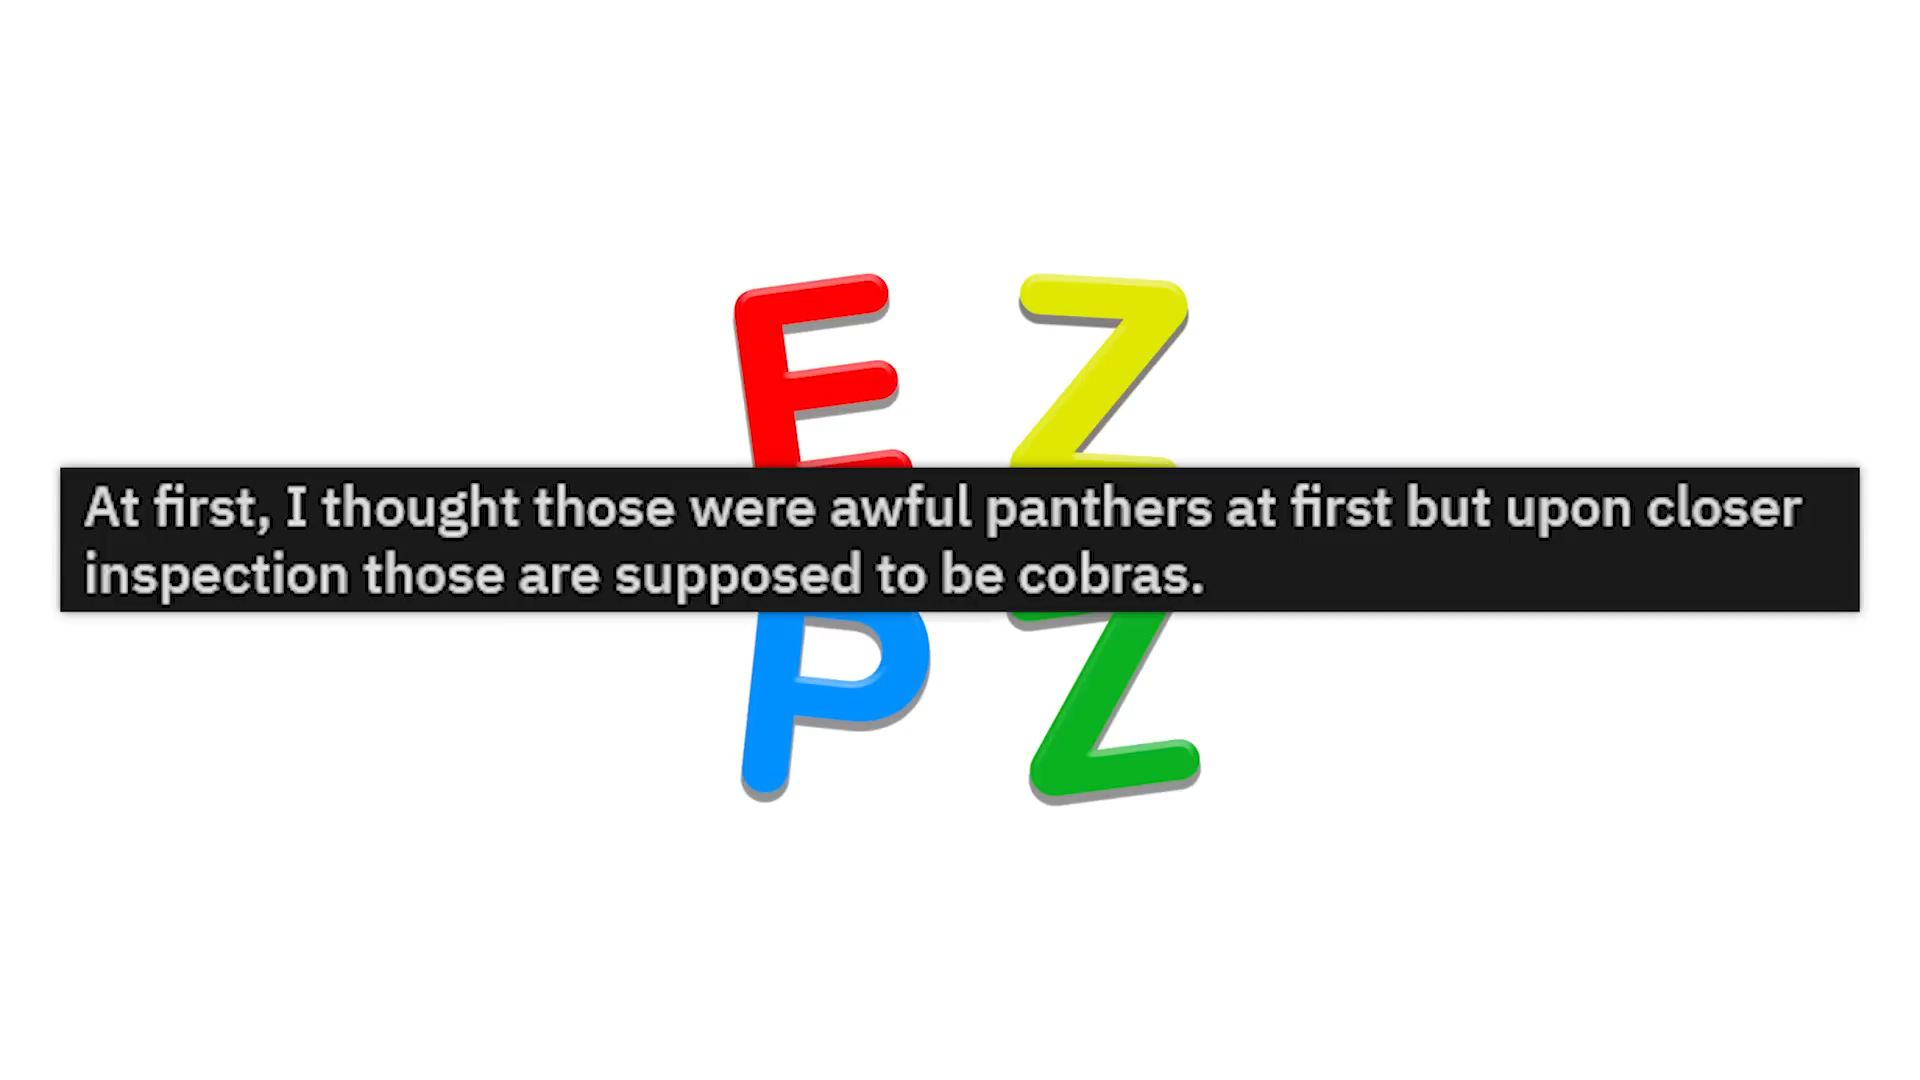 E Z
At first, I thought those were awful panthers at first but upon closer
inspection those are supposed to be cobras.
P Z